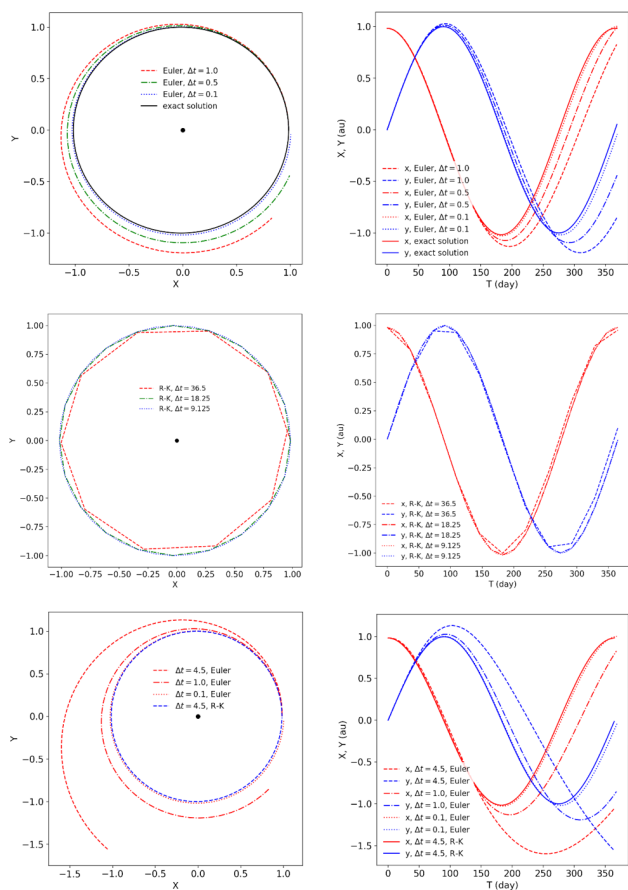 Y
1.0
0.5
0.0
−0.5
−1.0
Euler, Δt = 1.0
Euler, Δt = 0.5
Euler, Δt = 0.1
exact solution
−1.0 −0.5 0.0 0.5 1.0
X
X, Y (au)
1.0
0.5
0.0
−0.5
−1.0
x, Euler, Δt = 1.0
y, Euler, Δt = 1.0
x, Euler, Δt = 0.5
y, Euler, Δt = 0.5
x, Euler, Δt = 0.1
y, Euler, Δt = 0.1
x, exact solution
y, exact solution
0 50 100 150 200 250 300 350
T (day)
Y
1.00
0.75
0.50
0.25
0.00
−0.25
−0.50
−0.75
−1.00
R-K, Δt = 36.5
R-K, Δt = 18.25
R-K, Δt = 9.125
−1.00 −0.75 −0.50 −0.25 0.00 0.25 0.50 0.75 1.00
X
X, Y (au)
1.00
0.75
0.50
0.25
0.00
−0.25
−0.50
−0.75
−1.00
x, R-K, Δt = 36.5
y, R-K, Δt = 36.5
x, R-K, Δt = 18.25
y, R-K, Δt = 18.25
x, R-K, Δt = 9.125
y, R-K, Δt = 9.125
0 50 100 150 200 250 300 350
T (day)
Y
1.0
0.5
0.0
−0.5
−1.0
−1.5
Δt = 4.5, Euler
Δt = 1.0, Euler
Δt = 0.1, Euler
Δt = 4.5, R-K
−1.5 −1.0 −0.5 0.0 0.5 1.0
X
X, Y (au)
1.0
0.5
0.0
−0.5
−1.0
−1.5
x, Δt = 4.5, Euler
y, Δt = 4.5, Euler
x, Δt = 1.0, Euler
y, Δt = 1.0, Euler
x, Δt = 0.1, Euler
y, Δt = 0.1, Euler
x, Δt = 4.5, R-K
y, Δt = 4.5, R-K
0 50 100 150 200 250 300 350
T (day)